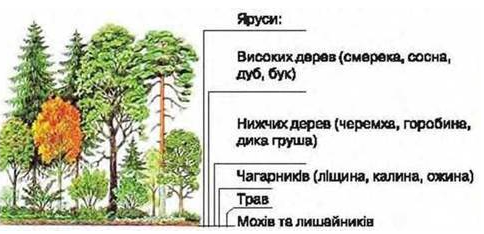 Яруси:
Високих дерев (смерека, сосна,
дуб, бук)
Нижчих дерев (черемха, горобина,
дика груша)
Чагарників (ліщина, калина, ожина)
Трав
Мохів та лишайників